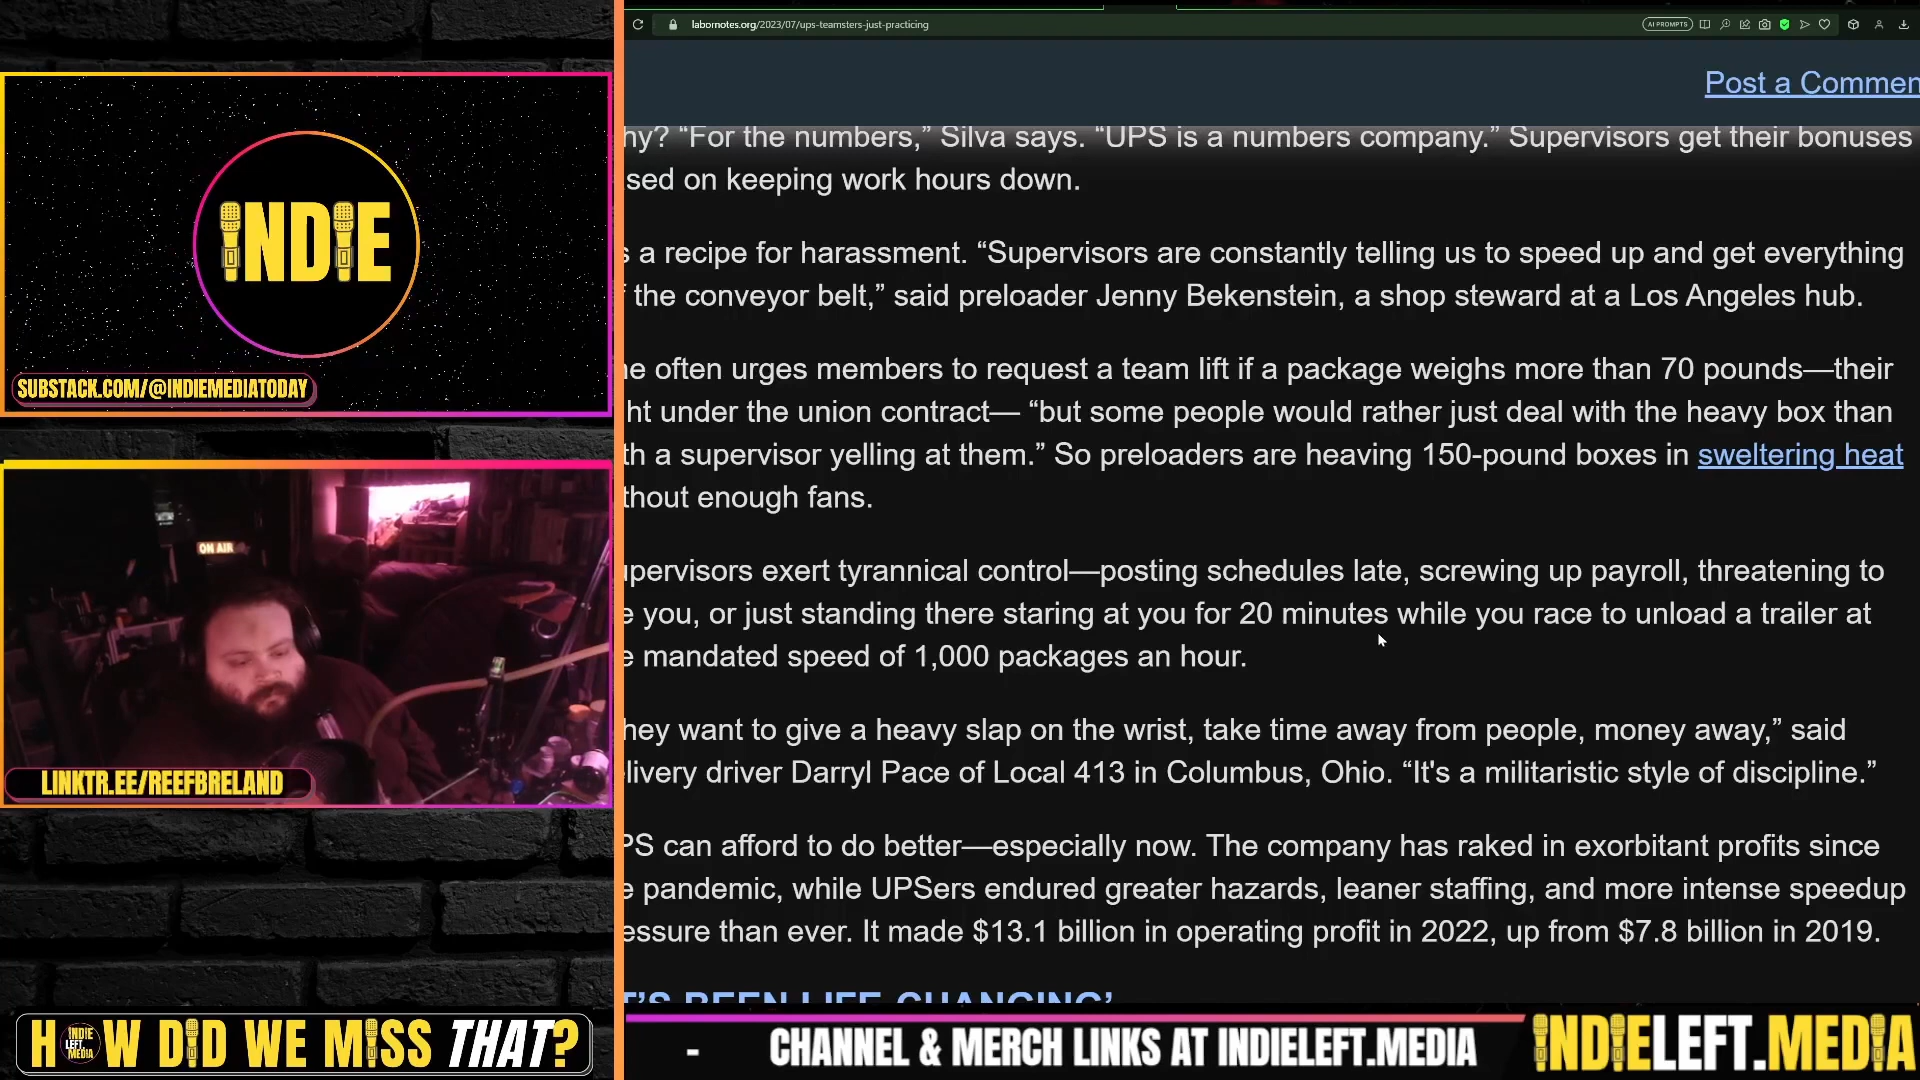 labornotes.org/2023/07/ups-teamsters-just-practicing
AI PROMPTS
Post a Commen
hy? “For the numbers,” Silva says. “UPS is a numbers company.” Supervisors get their bonuses
sed on keeping work hours down.
s a recipe for harassment. “Supervisors are constantly telling us to speed up and get everything
f the conveyor belt,” said preloader Jenny Bekenstein, a shop steward at a Los Angeles hub.
he often urges members to request a team lift if a package weighs more than 70 pounds—their
ht under the union contract— “but some people would rather just deal with the heavy box than
th a supervisor yelling at them.” So preloaders are heaving 150-pound boxes in sweltering heat
thout enough fans.
upervisors exert tyrannical control—posting schedules late, screwing up payroll, threatening to
e you, or just standing there staring at you for 20 minutes while you race to unload a trailer at
e mandated speed of 1,000 packages an hour.
hey want to give a heavy slap on the wrist, take time away from people, money away,” said
livery driver Darryl Pace of Local 413 in Columbus, Ohio. “It's a militaristic style of discipline.”
PS can afford to do better—especially now. The company has raked in exorbitant profits since
e pandemic, while UPSers endured greater hazards, leaner staffing, and more intense speedup
essure than ever. It made $13.1 billion in operating profit in 2022, up from $7.8 billion in 2019.
T’S BEEN LIFE-CHANGING’
INDIE
SUBSTACK.COM/@INDIEMEDIATODAY
ON AIR
LINKTR.EE/REEFBRELAND
HOW DID WE MISS THAT?
INDIE
LEFT
MEDIA
- CHANNEL & MERCH LINKS AT INDIELEFT.MEDIA
INDIELEFT.MEDIA